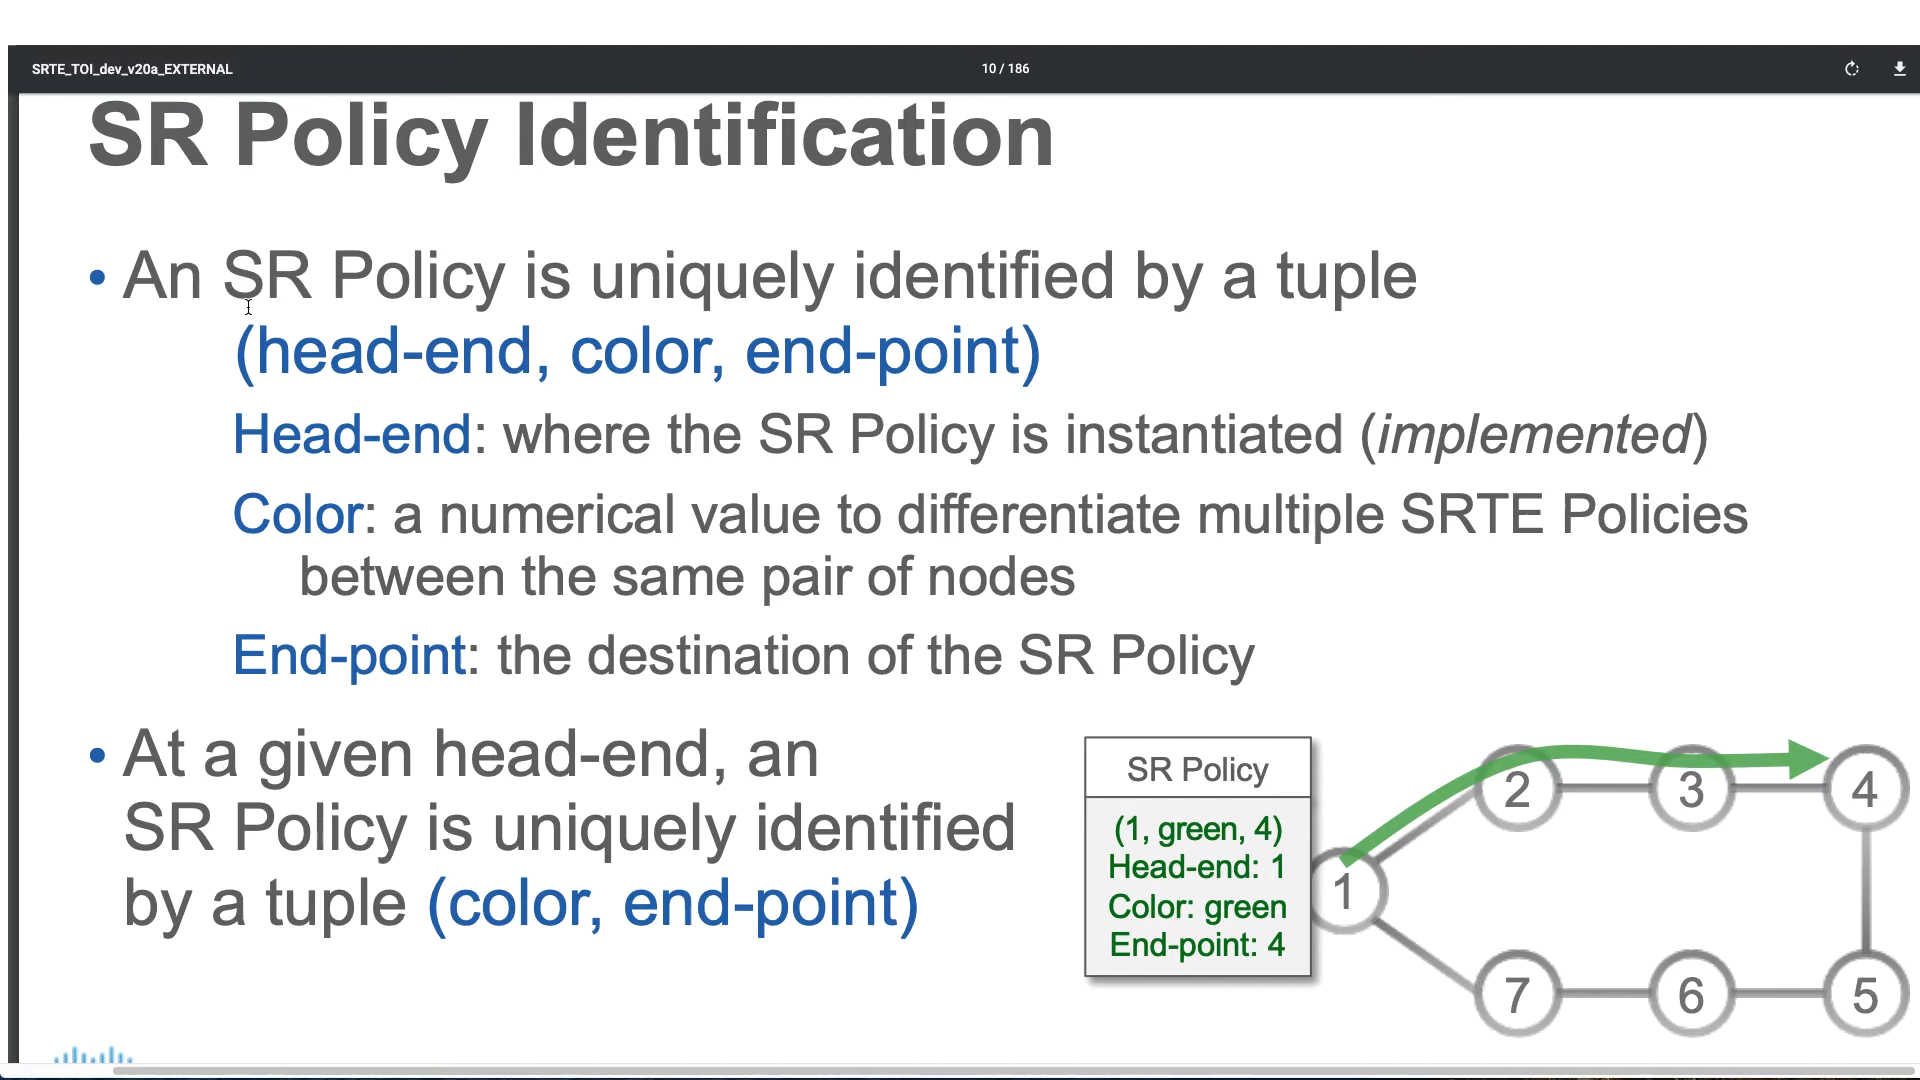 SRTE_TOI_dev_v20a_EXTERNAL
10 / 186
SR Policy Identification
• An SR Policy is uniquely identified by a tuple
(head-end, color, end-point)
Head-end: where the SR Policy is instantiated (implemented)
Color: a numerical value to differentiate multiple SRTE Policies
between the same pair of nodes
End-point: the destination of the SR Policy
• At a given head-end, an
SR Policy is uniquely identified
by a tuple (color, end-point)
SR Policy
(1, green, 4)
Head-end: 1
Color: green
End-point: 4
2
3
4
1
7
6
5